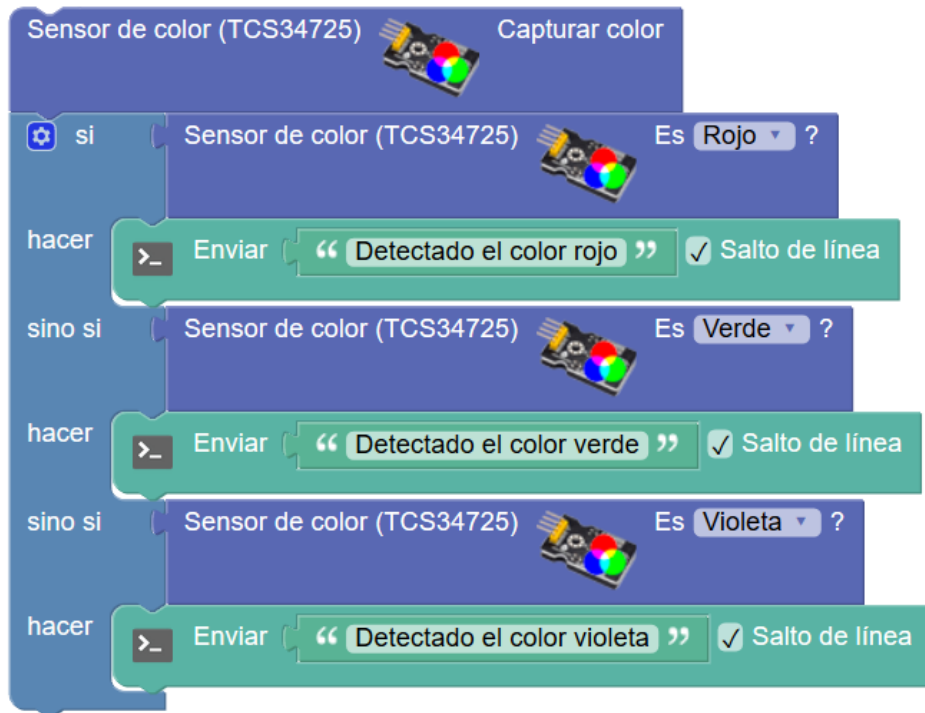 Sensor de color (TCS34725) Capturar color
si Sensor de color (TCS34725) Es Rojo ?
hacer >_ Enviar “ Detectado el color rojo ” ✓ Salto de línea
sino si Sensor de color (TCS34725) Es Verde ?
hacer >_ Enviar “ Detectado el color verde ” ✓ Salto de línea
sino si Sensor de color (TCS34725) Es Violeta ?
hacer >_ Enviar “ Detectado el color violeta ” ✓ Salto de línea